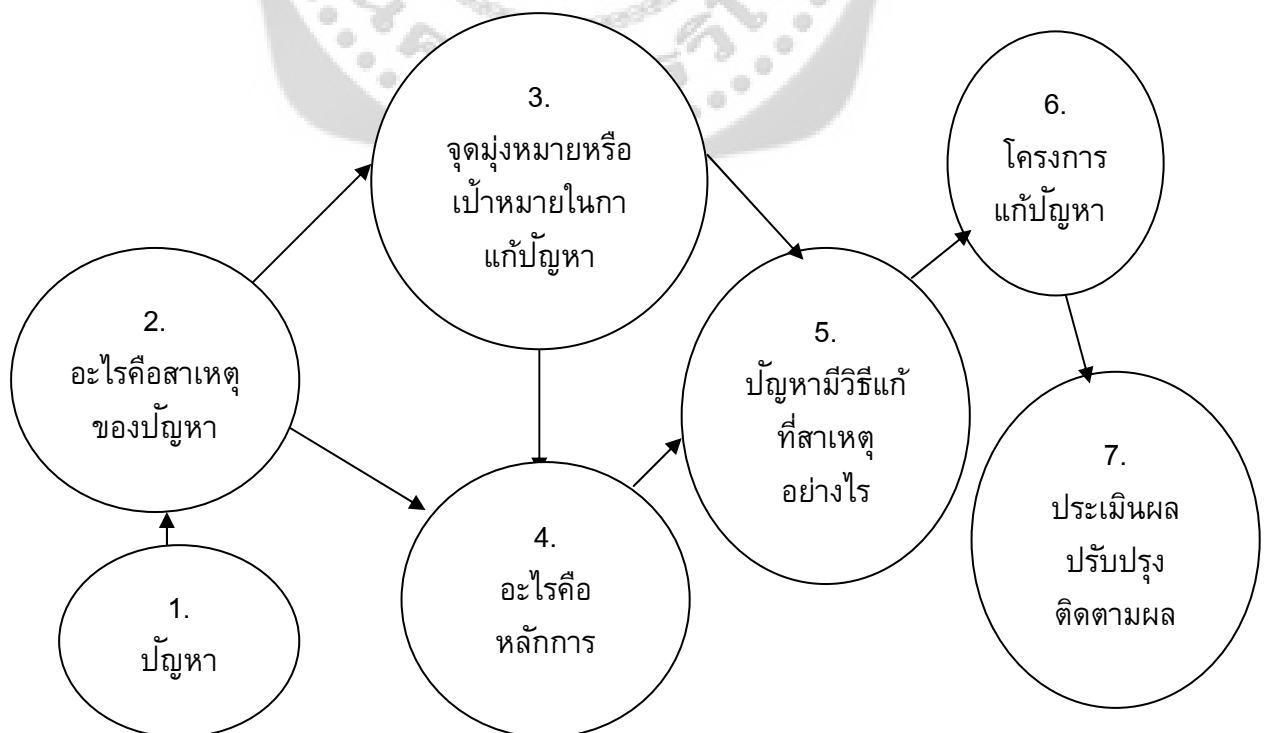 1.
ปัญหา
2.
อะไรคือสาเหตุ
ของปัญหา
3.
จุดมุ่งหมายหรือ
เป้าหมายในกา
แก้ปัญหา
4.
อะไรคือ
หลักการ
5.
ปัญหามีวิธีแก้
ที่สาเหตุ
อย่างไร
6.
โครงการ
แก้ปัญหา
7.
ประเมินผล
ปรับปรุง
ติดตามผล